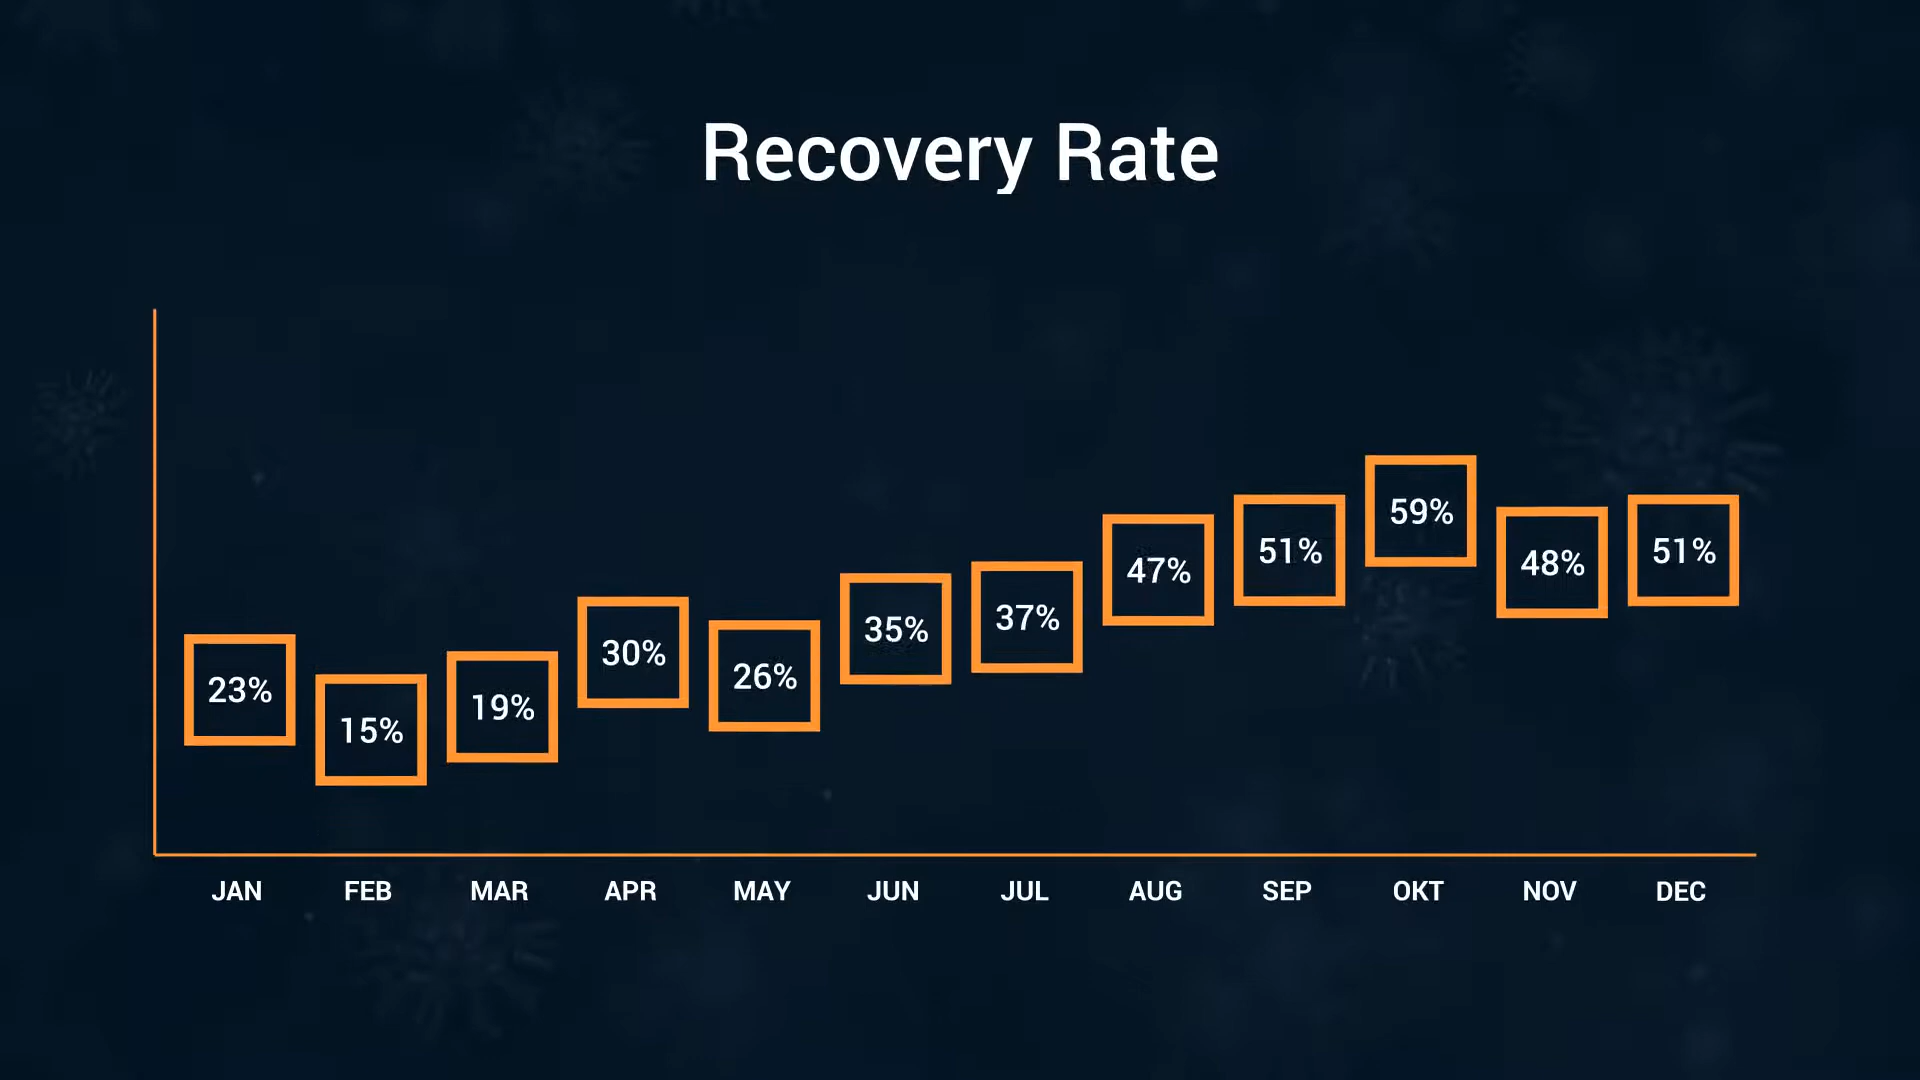 Recovery Rate
23% 15% 19% 30% 26% 35% 37% 47% 51% 59% 48% 51%
JAN FEB MAR APR MAY JUN JUL AUG SEP OKT NOV DEC